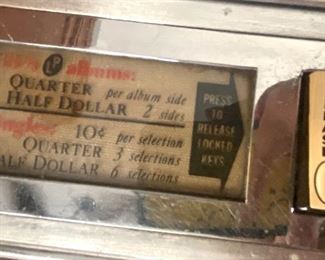 LP albums:
QUARTER per album side
HALF DOLLAR 2 sides
10¢ per selection
QUARTER 3 selections
HALF DOLLAR 6 selections
PRESS
TO
RELEASE
LOCKED
KEYS